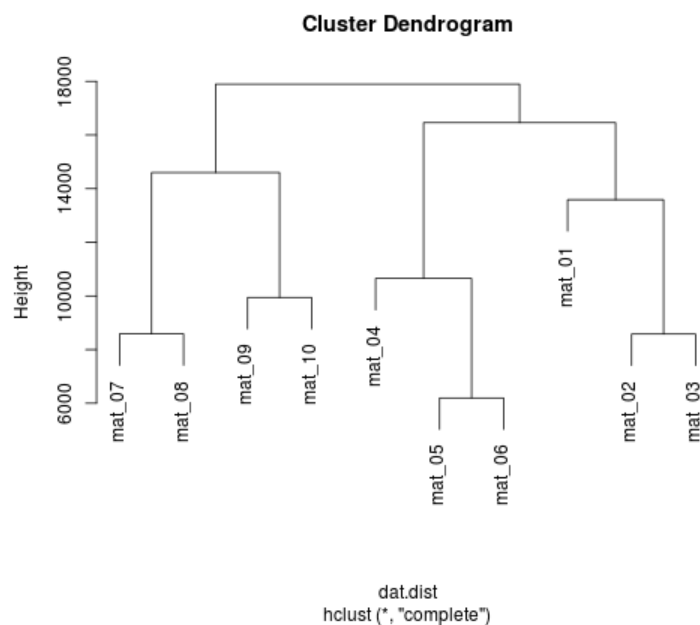 Cluster Dendrogram
Height
18000
14000
10000
6000
mat_07
mat_08
mat_09
mat_10
mat_04
mat_05
mat_06
mat_01
mat_02
mat_03
dat.dist
hclust (*, "complete")